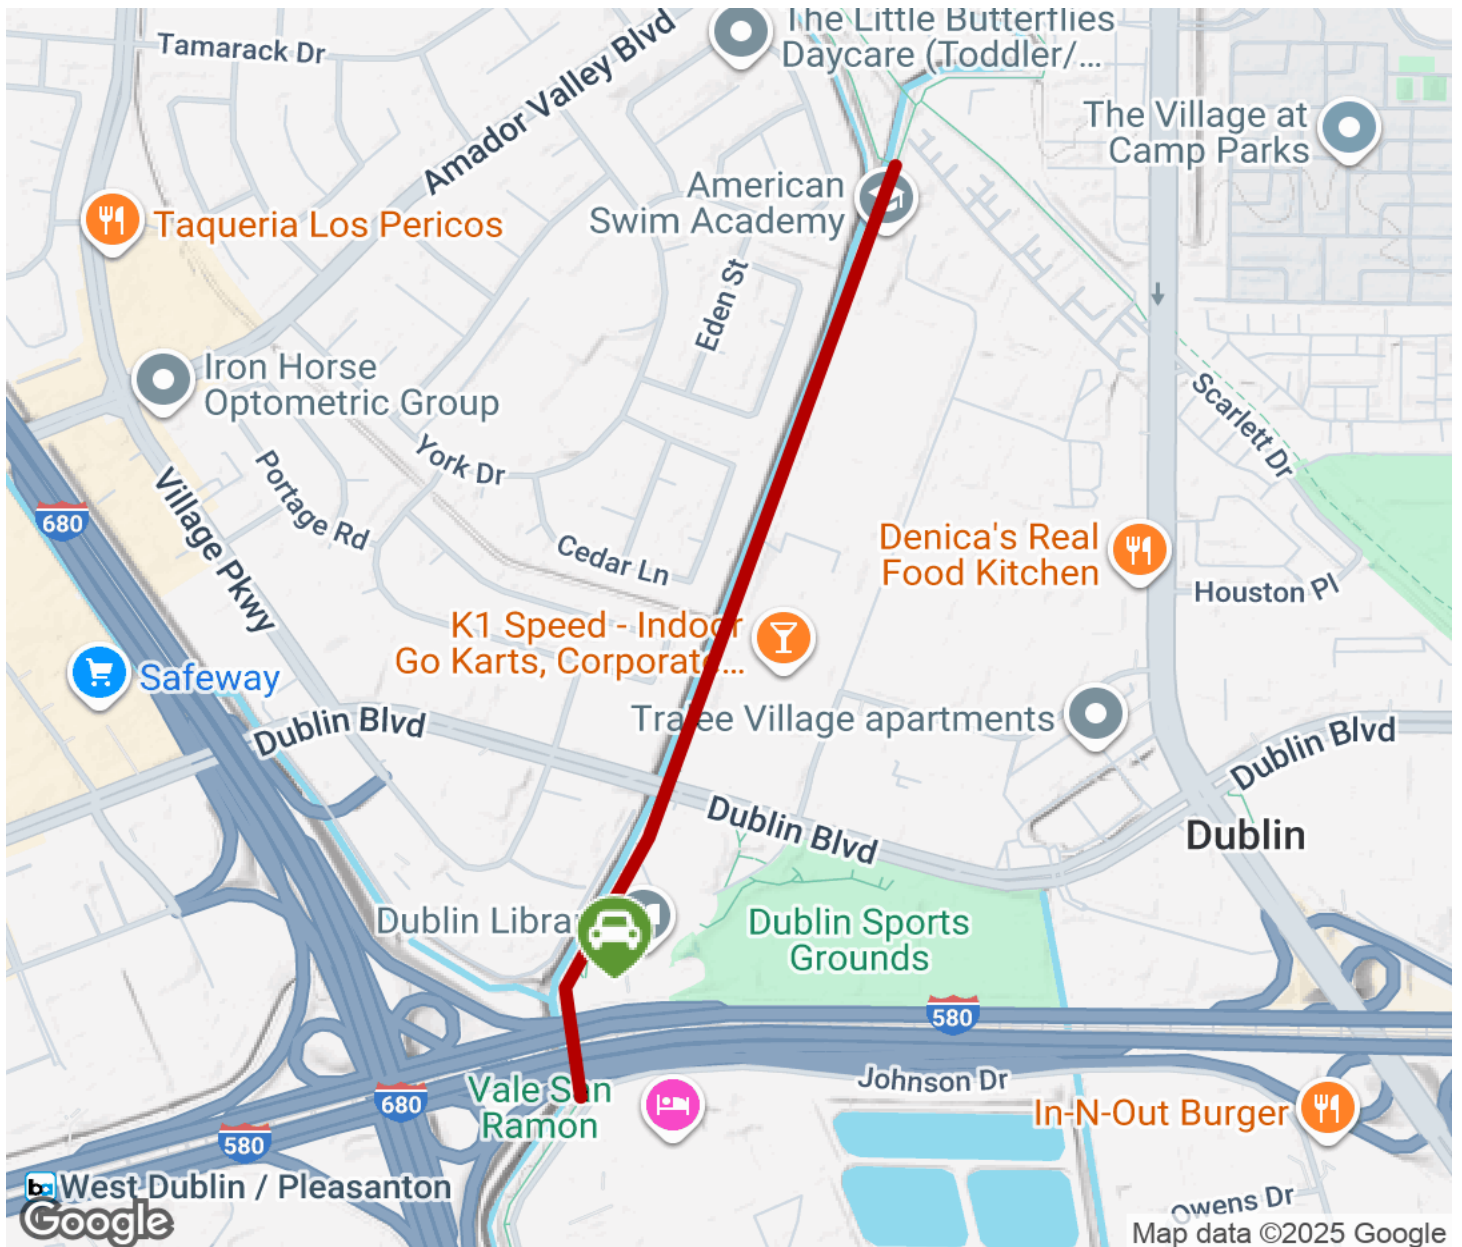 The Little Butterflies
Daycare (Toddler/...
Tamarack Dr
Amador Valley Blvd
The Village at
Camp Parks
American
Swim Academy
Taqueria Los Pericos
Eden St
Iron Horse
Optometric Group
Scarlett Dr
York Dr
Portage Rd
Village Pkwy
680
Cedar Ln
Denica's Real
Food Kitchen
Houston Pl
K1 Speed - Indoor
Go Karts, Corporate...
Safeway
Tralee Village apartments
Dublin Blvd
Dublin Blvd
Dublin Blvd
Dublin
Dublin Library
Dublin Sports
Grounds
580
Vale San
Ramon
Johnson Dr
680
In-N-Out Burger
580
ba
West Dublin / Pleasanton
Owens Dr
Google
Map data ©2025 Google